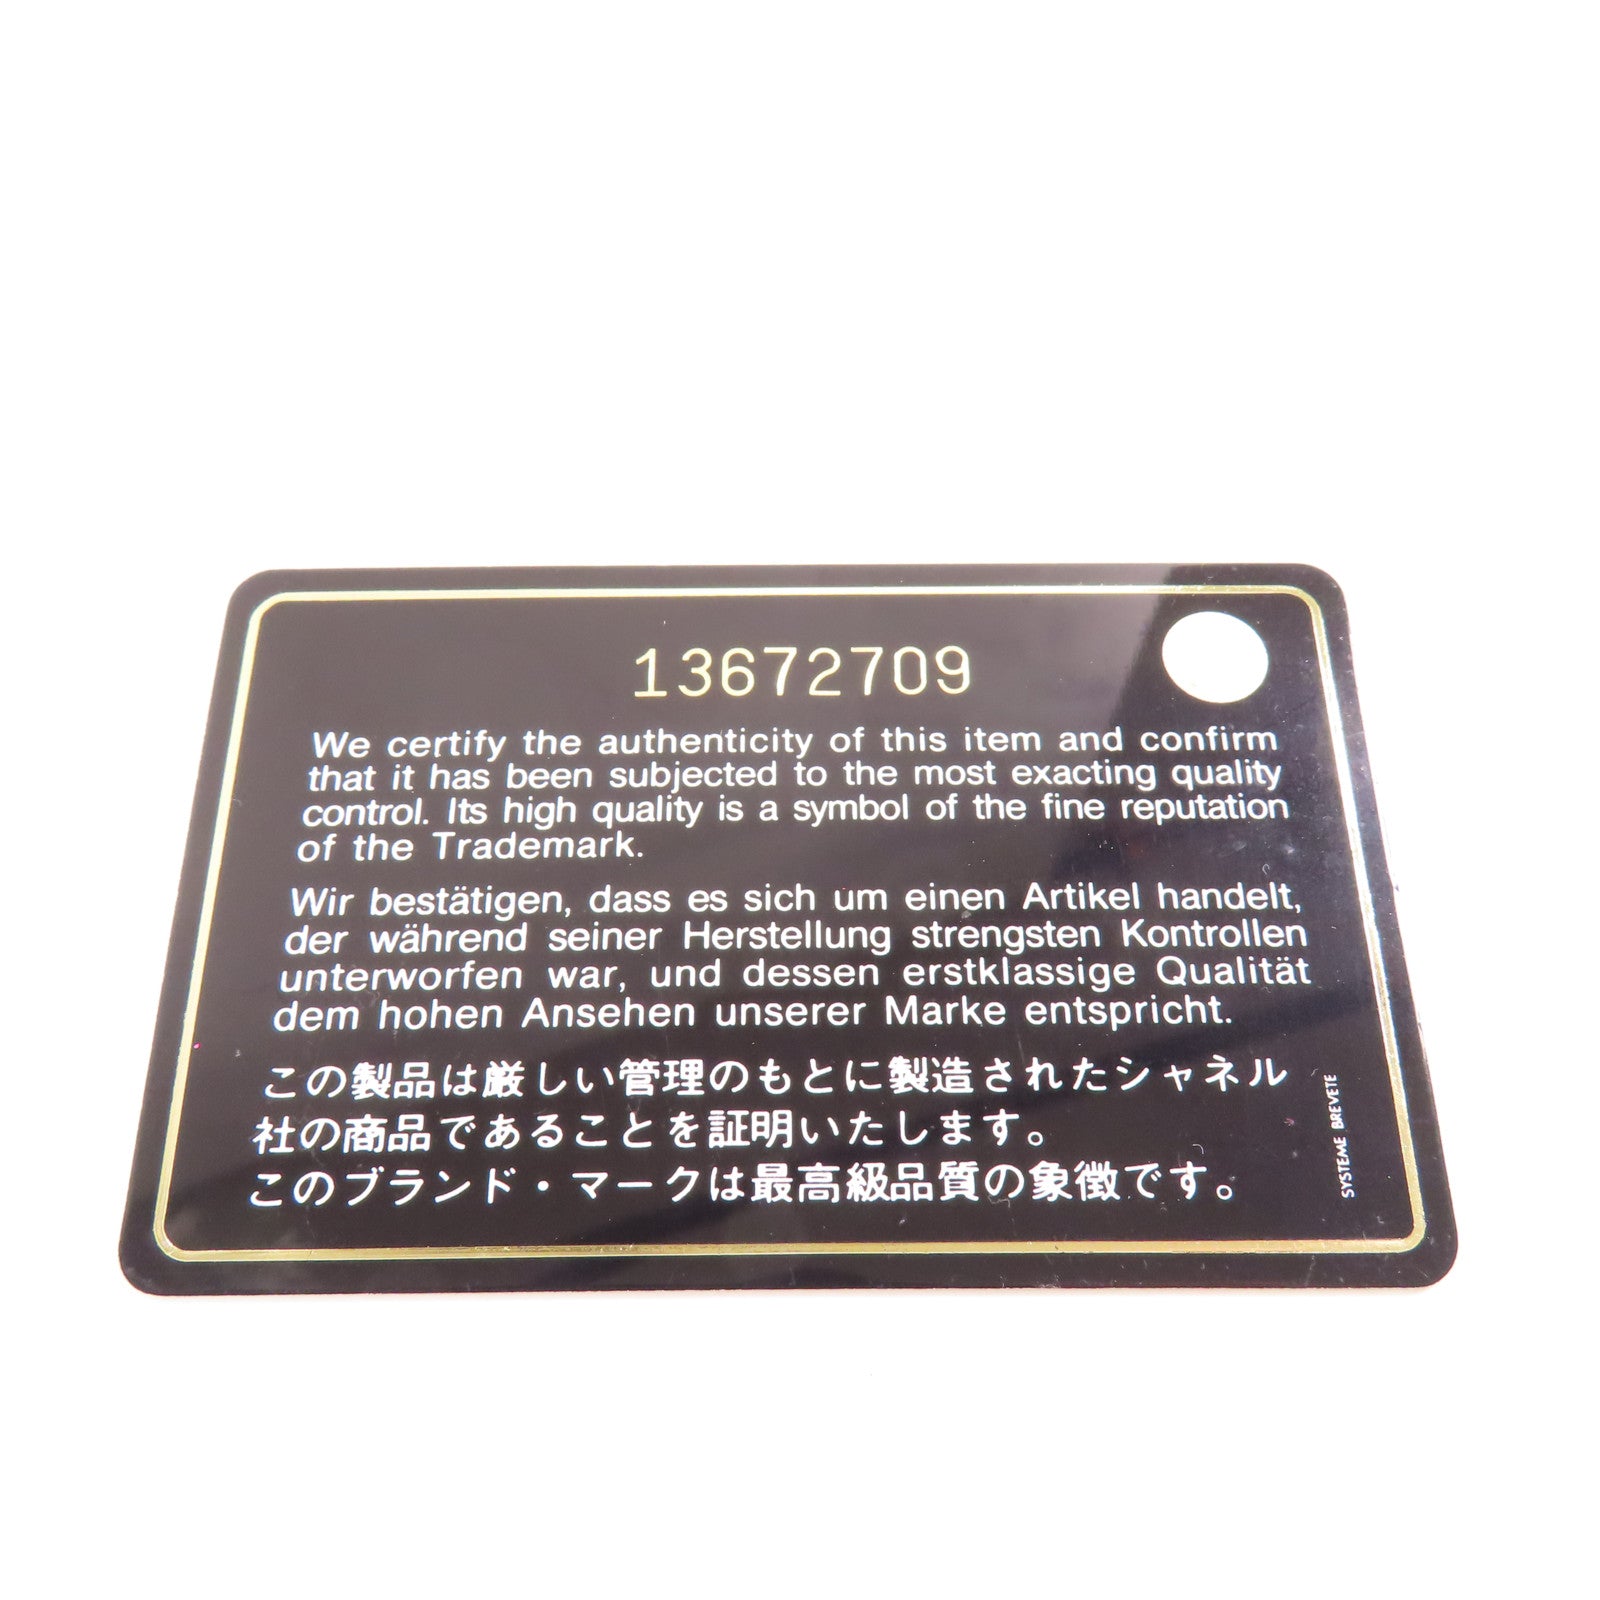 13672709
We certify the authenticity of this item and confirm
that it has been subjected to the most exacting quality
control. Its high quality is a symbol of the fine reputation
of the Trademark.
Wir bestätigen, dass es sich um einen Artikel handelt,
der während seiner Herstellung strengsten Kontrollen
unterworfen war, und dessen erstklassige Qualität
dem hohen Ansehen unserer Marke entspricht.
この製品は厳しい管理のもとに製造されたシャネル
社の商品であることを証明いたします。
このブランド・マークは最高級品質の象徴です。
SYSTEME BREVETE